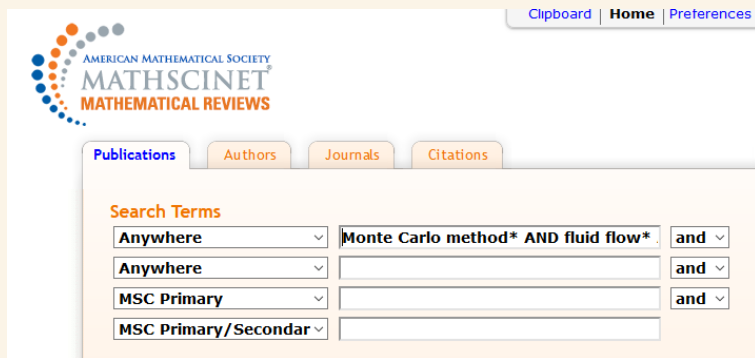 Clipboard | Home | Preferences
AMERICAN MATHEMATICAL SOCIETY
MATHSCINET®
MATHEMATICAL REVIEWS
Publications Authors Journals Citations
Search Terms
Anywhere Monte Carlo method* AND fluid flow* and
Anywhere and
MSC Primary and
MSC Primary/Secondar